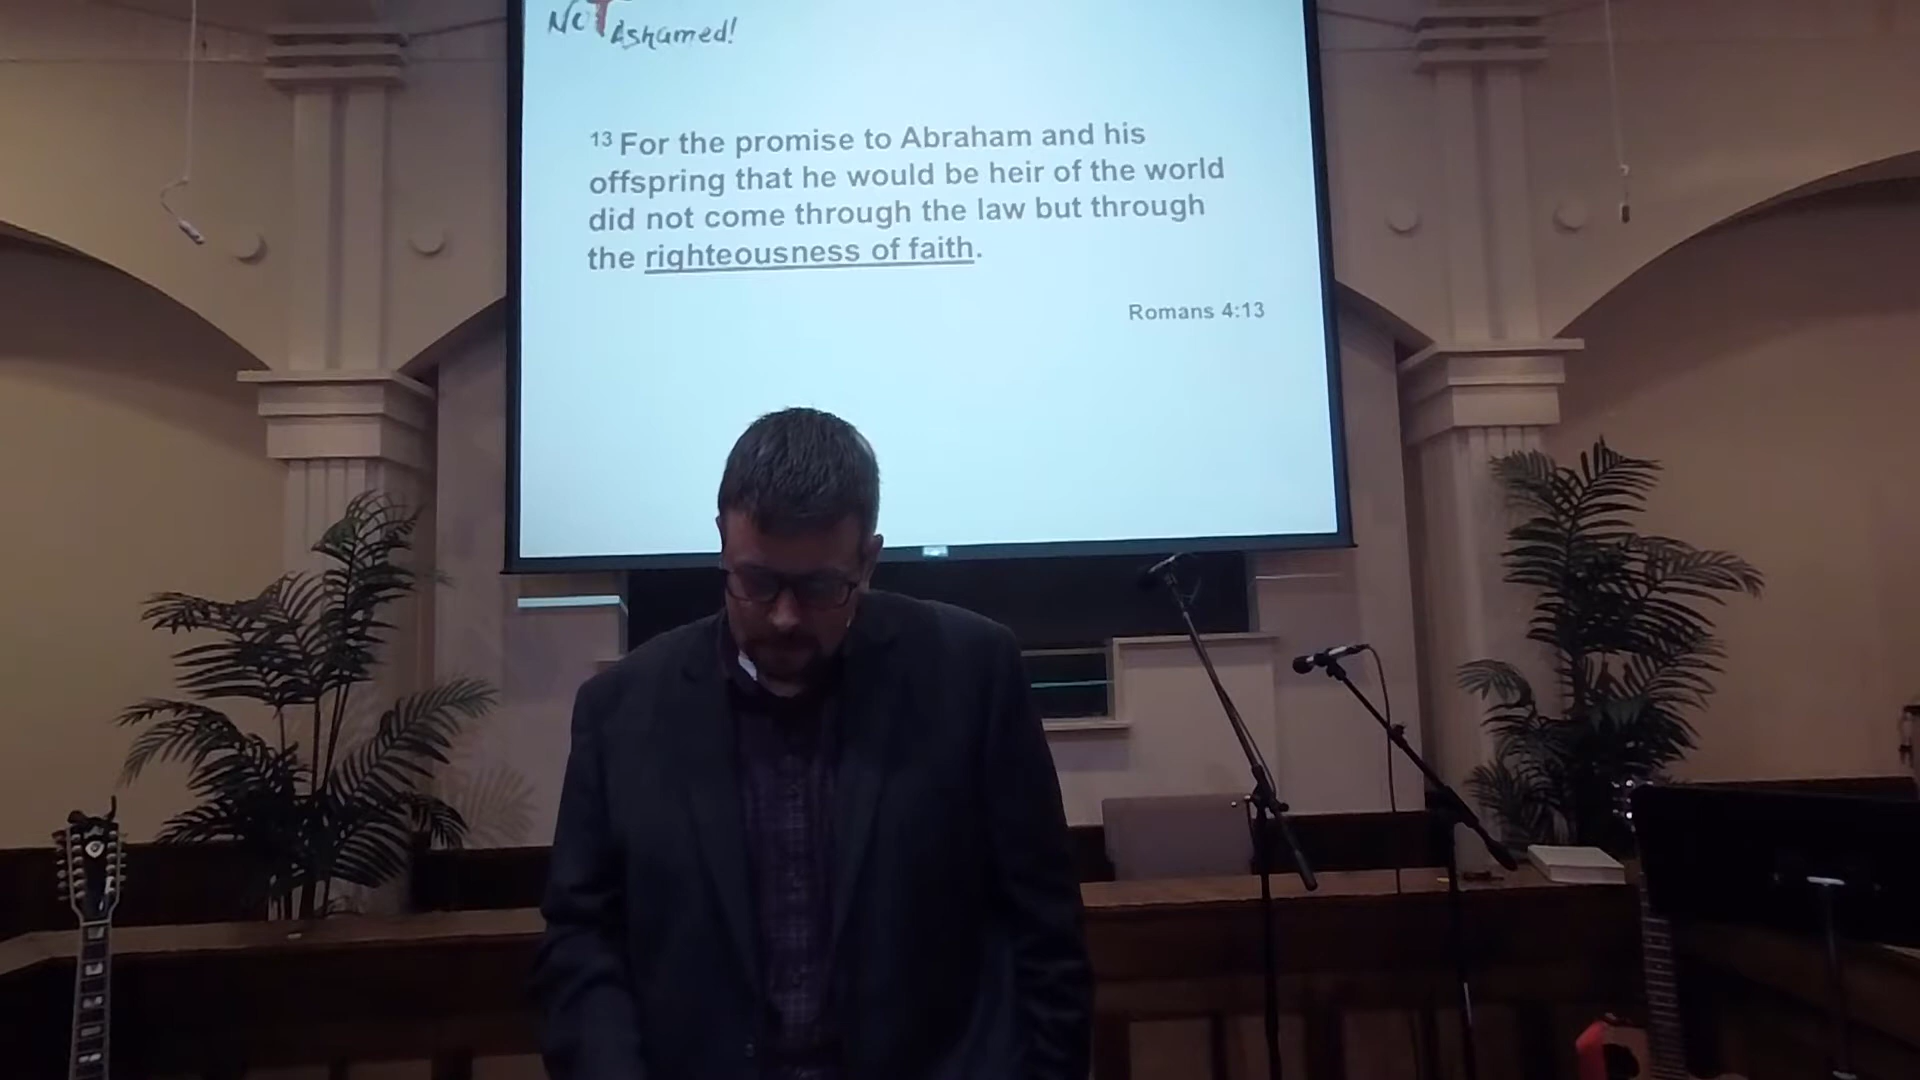 NOT Ashamed!
13 For the promise to Abraham and his
offspring that he would be heir of the world
did not come through the law but through
the righteousness of faith.
Romans 4:13